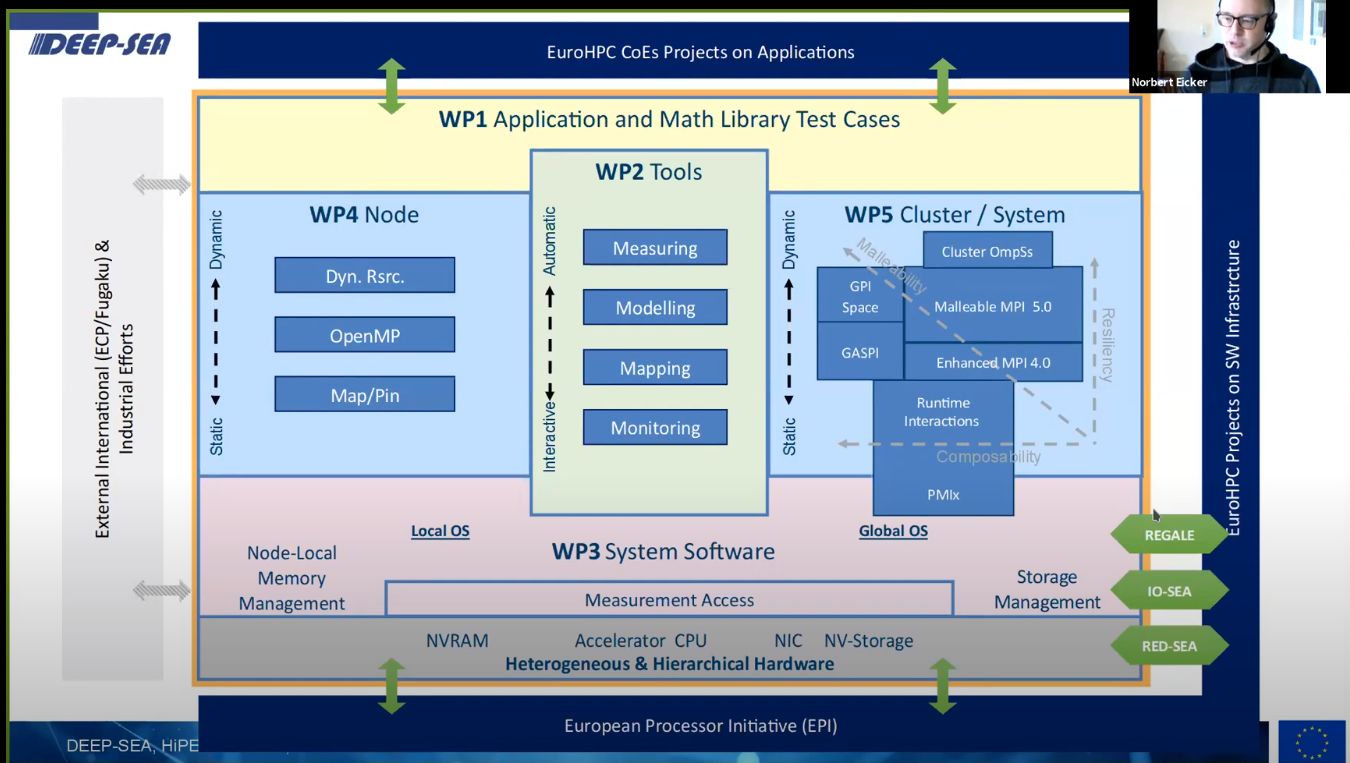 DEEP-SEA
EuroHPC CoEs Projects on Applications
Norbert Eicker
WP1 Application and Math Library Test Cases
WP2 Tools
Automatic
Interactive
Measuring
Modelling
Mapping
Monitoring
WP4 Node
Dynamic
Static
Dyn. Rsrc.
OpenMP
Map/Pin
WP5 Cluster / System
Dynamic
Static
Cluster OmpSs
Malleability
GPI
Space
Malleable MPI 5.0
GASPI
Enhanced MPI 4.0
Resiliency
Runtime
Interactions
Composability
PMIx
External International (ECP/Fugaku) &
Industrial Efforts
EuroHPC Projects on SW Infrastrcture
Local OS
Global OS
WP3 System Software
Node-Local
Memory
Management
Measurement Access
Storage
Management
REGALE
IO-SEA
RED-SEA
NVRAM Accelerator CPU NIC NV-Storage
Heterogeneous & Hierarchical Hardware
European Processor Initiative (EPI)
DEEP-SEA, HiPE